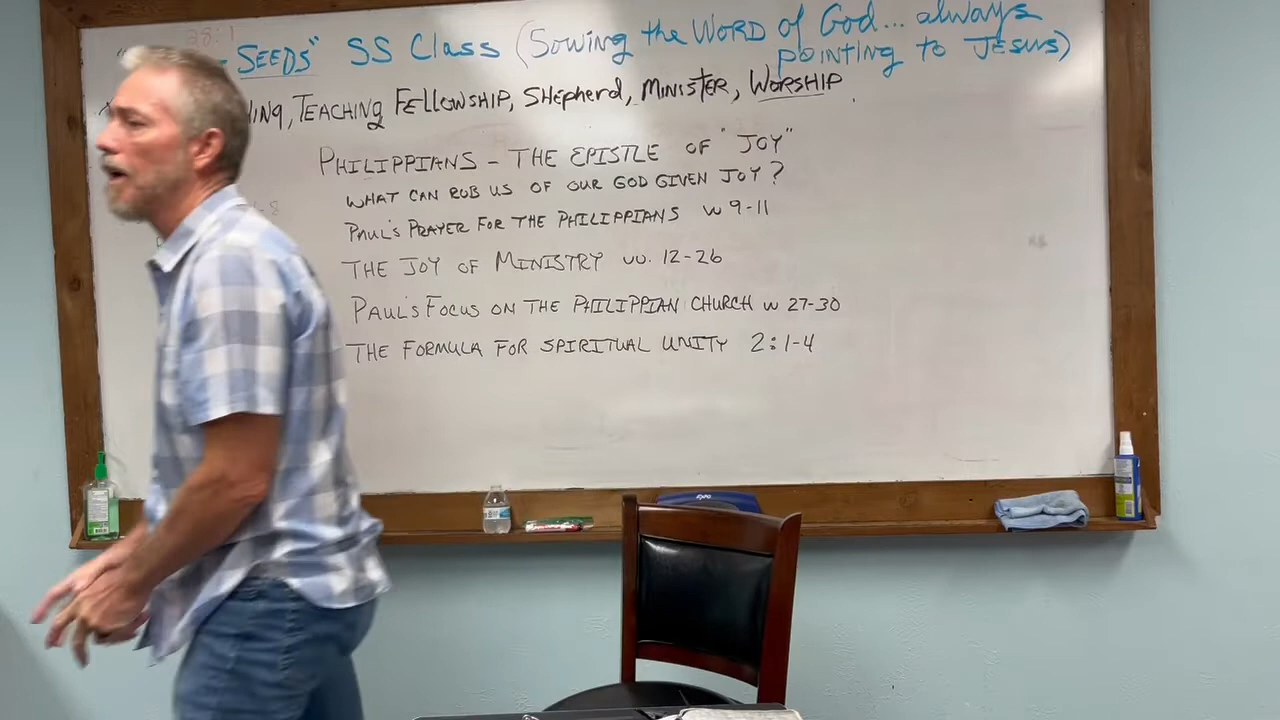 SEEDS" SS Class (Sowing the WORD of God... always
pointing to JESUS)
TEACHING FELLOWSHIP, Shepherd, MINISTER, WORSHIP
PHILIPPIANS - THE EPISTLE OF "JOY"
WHAT CAN ROB US OF OUR GOD GIVEN JOY?
PAUL'S PRAYER FOR THE PHILIPPIANS vv 9-11
THE JOY OF MINISTRY vv. 12-26
PAUL'S FOCUS ON THE PHILIPPIAN CHURCH vv 27-30
THE FORMULA FOR SPIRITUAL UNITY 2:1-4
EXPO